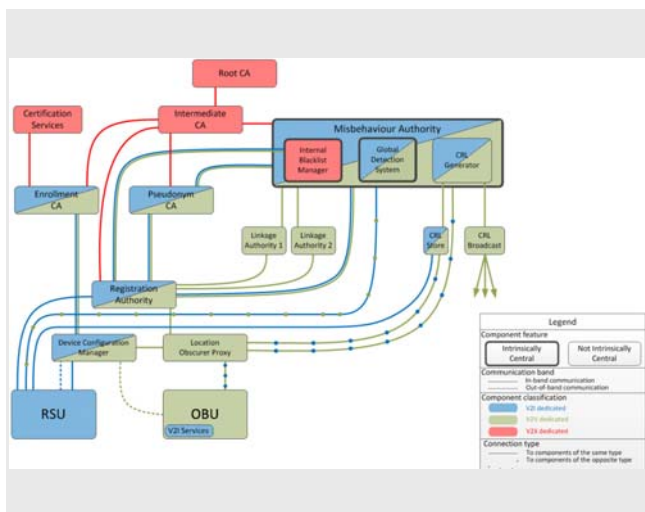 Root CA
Certification
Services
Intermediate
CA
Misbehaviour Authority
Internal
Blacklist
Manager
Global
Detection
System
CRL
Generator
Enrollment
CA
Pseudonym
CA
Linkage
Authority 1
Linkage
Authority 2
CRL
Store
CRL
Broadcast
Registration
Authority
Device Configuration
Manager
Location
Obscurer Proxy
RSU
OBU
V2I Services
Legend
Component feature
Intrinsically
Central
Not Intrinsically
Central
Communication band
In-band communication
Out-of-band communication
Component classification
V2I dedicated
V2V dedicated
V2X dedicated
Connection type
To components of the same type
To components of the opposite type